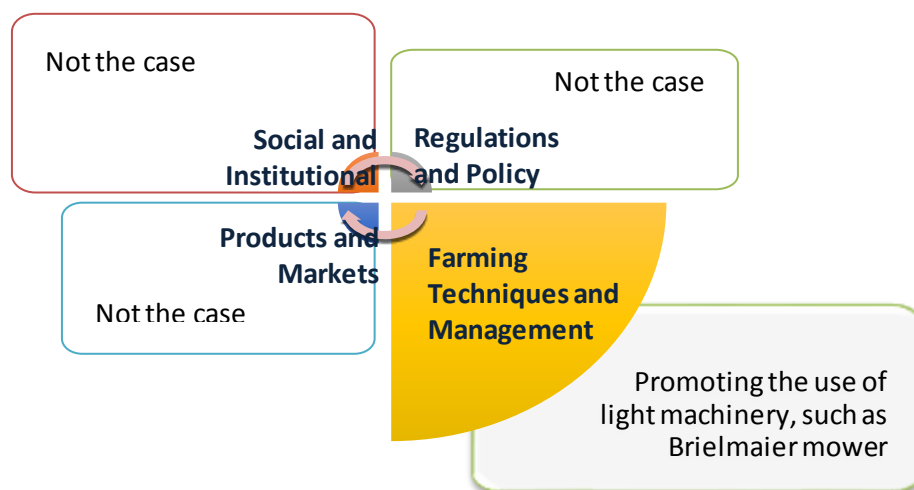 Not the case
Not the case
Social and
Institutional
Regulations
and Policy
Products and
Markets
Not the case
Farming
Techniques and
Management
Promoting the use of
light machinery, such as
Brielmaier mower